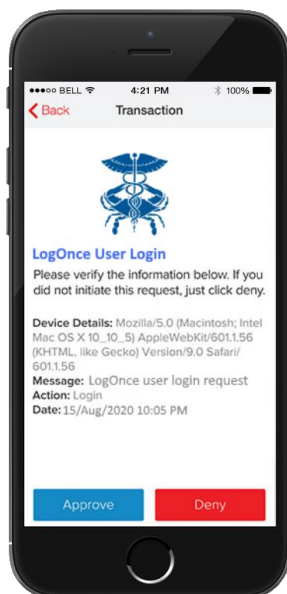 BELL 4:21 PM 100%
Back Transaction
LogOnce User Login
Please verify the information below. If you
did not initiate this request, just click deny.
Device Details: Mozilla/5.0 (Macintosh; Intel
Mac OS X 10_10_5) AppleWebKit/601.1.56
(KHTML, like Gecko) Version/9.0 Safari/
601.1.56
Message: LogOnce user login request
Action: Login
Date: 15/Aug/2020 10:05 PM
Approve Deny